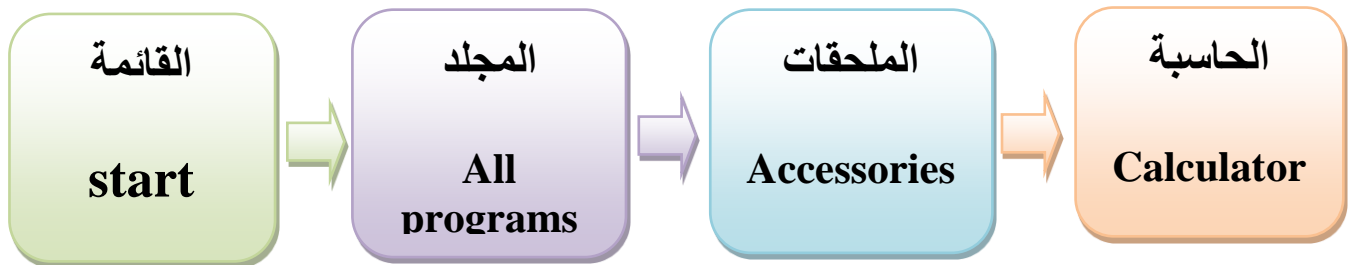 القائمة
start
المجلد
All
programs
الملحقات
Accessories
الحاسبة
Calculator